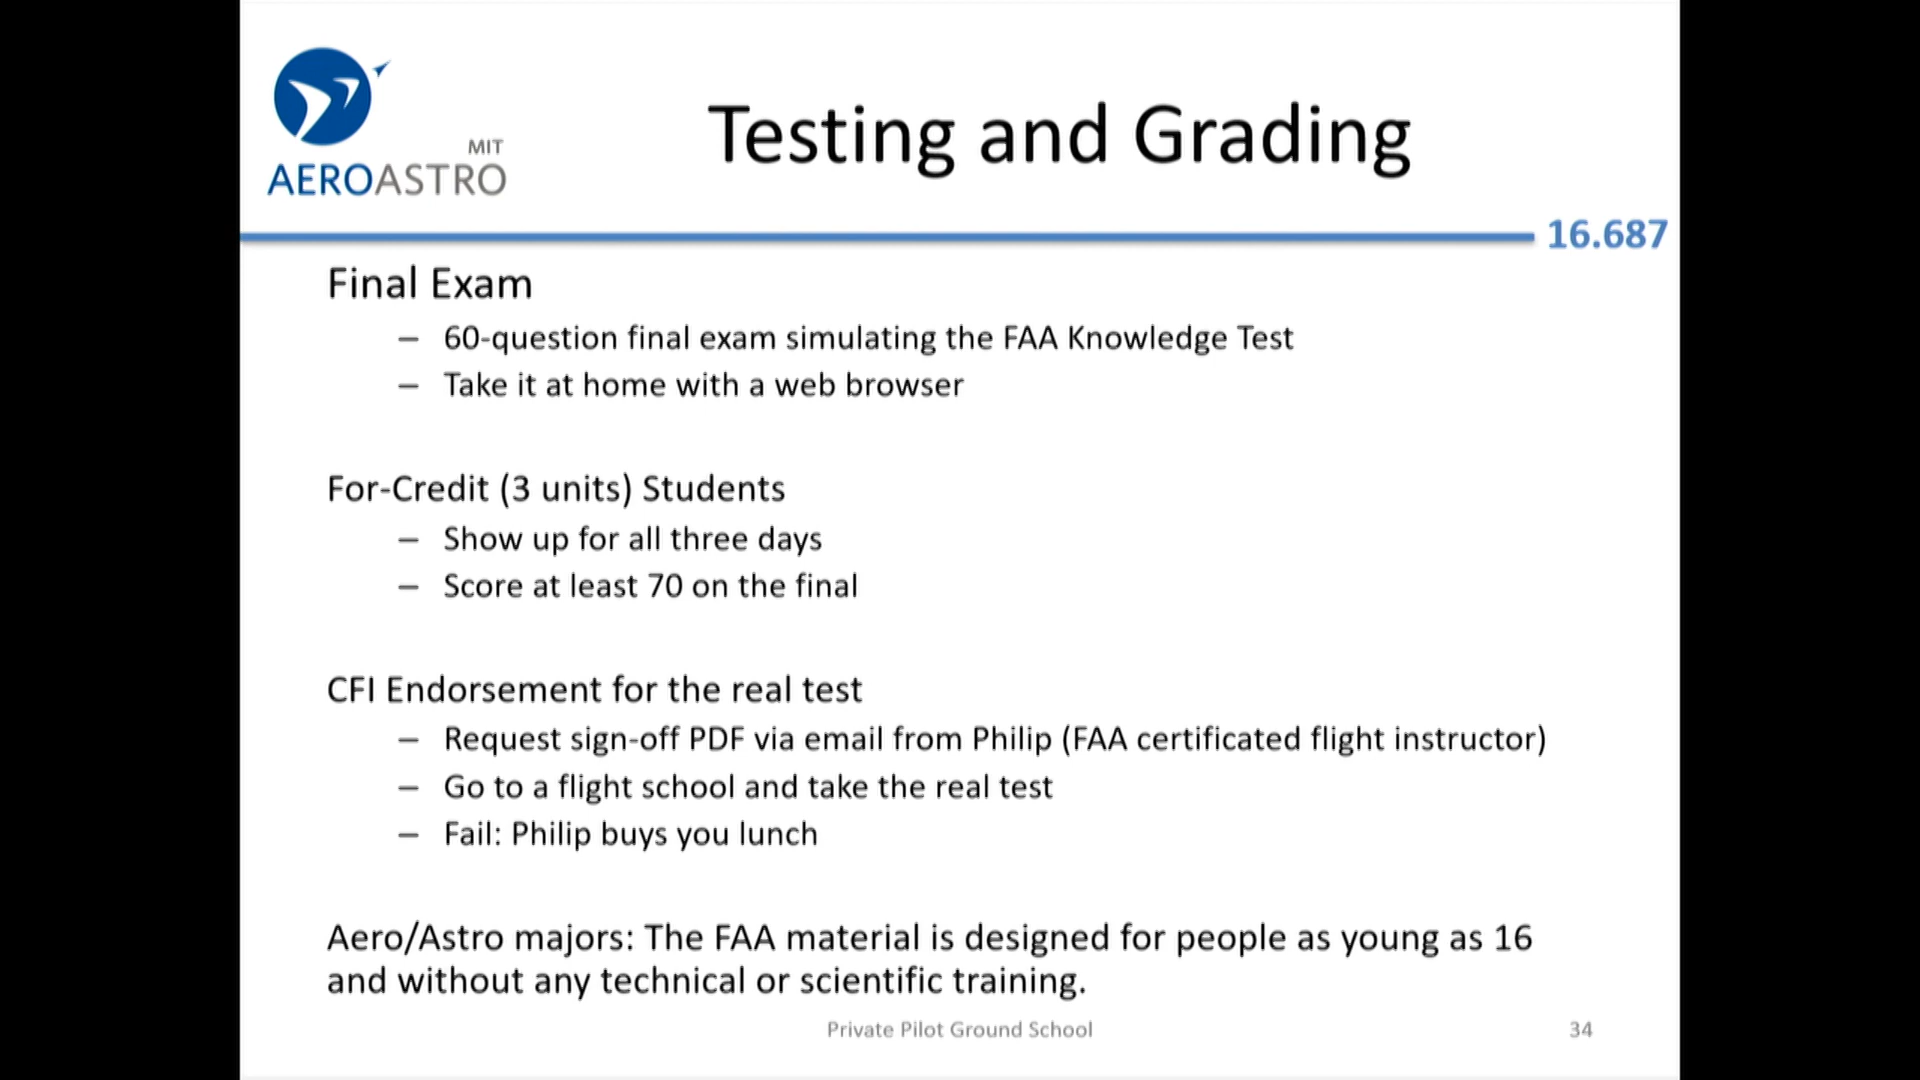 MIT
AEROASTRO
Testing and Grading
16.687
Final Exam
– 60-question final exam simulating the FAA Knowledge Test
– Take it at home with a web browser
For-Credit (3 units) Students
– Show up for all three days
– Score at least 70 on the final
CFI Endorsement for the real test
– Request sign-off PDF via email from Philip (FAA certificated flight instructor)
– Go to a flight school and take the real test
– Fail: Philip buys you lunch
Aero/Astro majors: The FAA material is designed for people as young as 16
and without any technical or scientific training.
Private Pilot Ground School
34